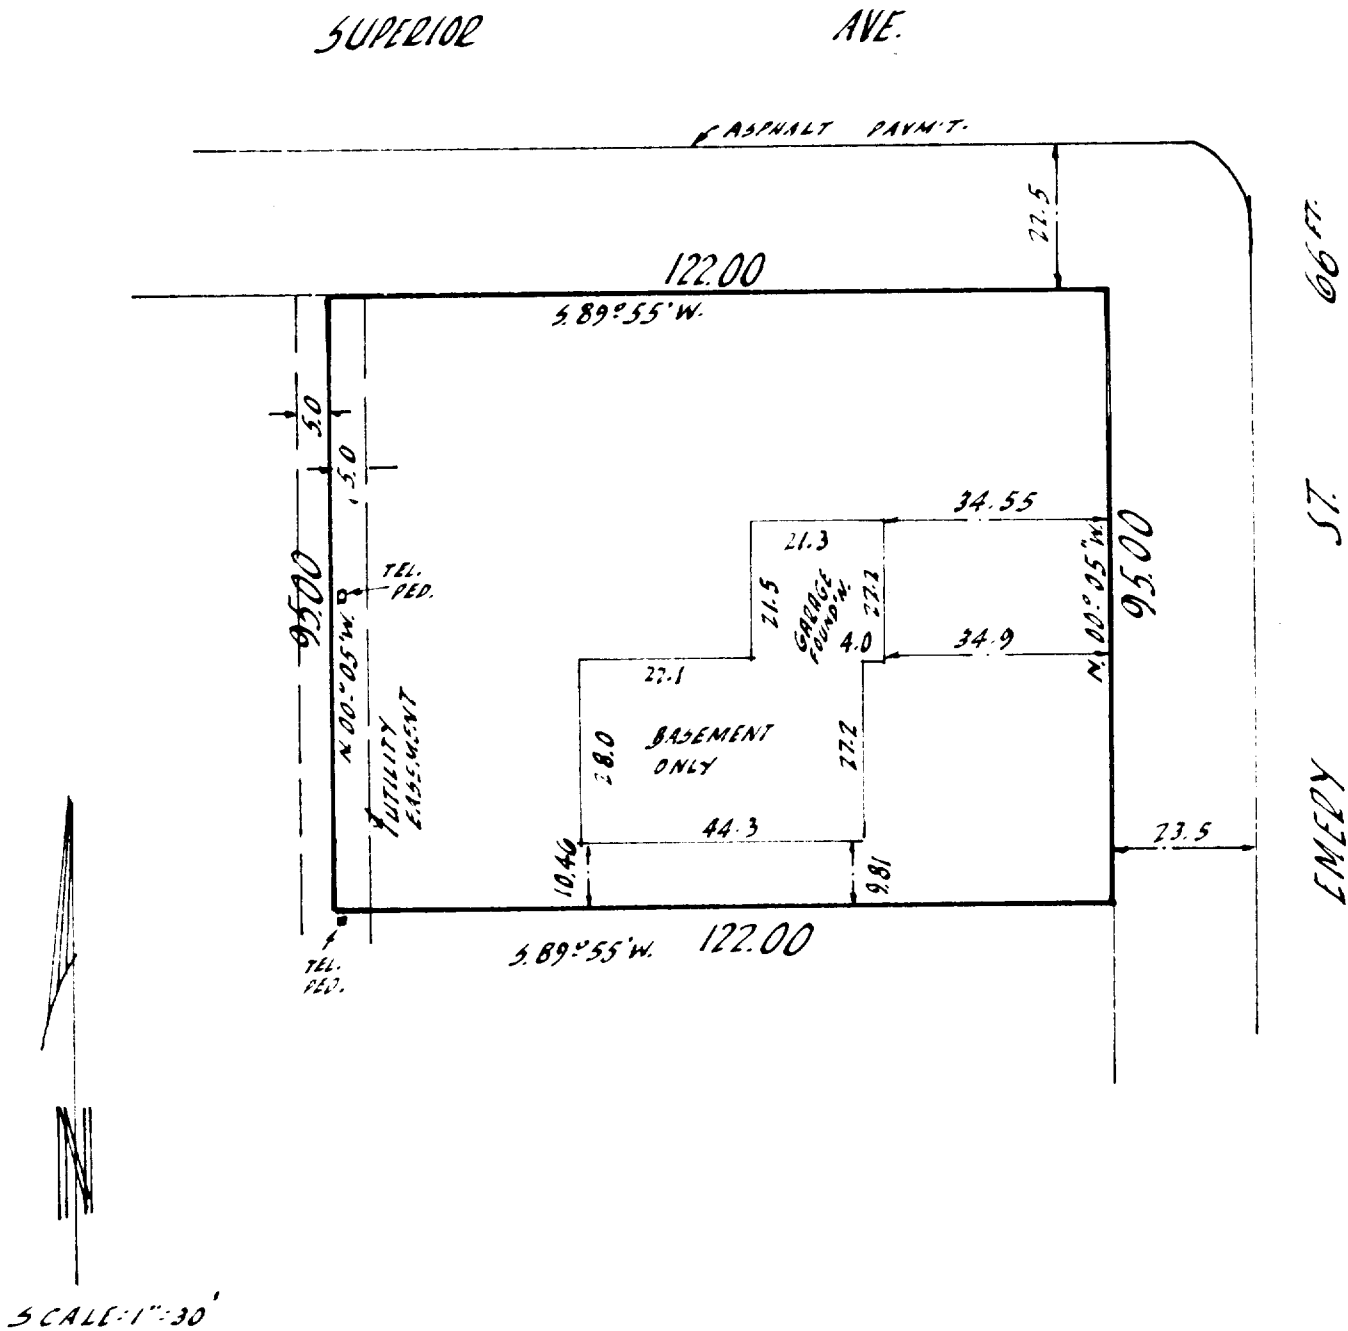 SUPERIOR AVE.
ASPHALT PAVM'T.
22.5
66 FT.
122.00
S.89°55'W.
5.0
5.0
34.55
ST.
21.3
95.00
TEL.
PED.
21.5
GARAGE
FOUND'N.
22.2
N.00°05'W.
95.00
4.0
34.9
N.00°05'W.
27.1
UTILITY
EASEMENT
28.0
BASEMENT
ONLY
27.2
EMERY
44.3
23.5
10.46
9.81
TEL.
PED.
S.89°55'W. 122.00
N
SCALE:1"=30'